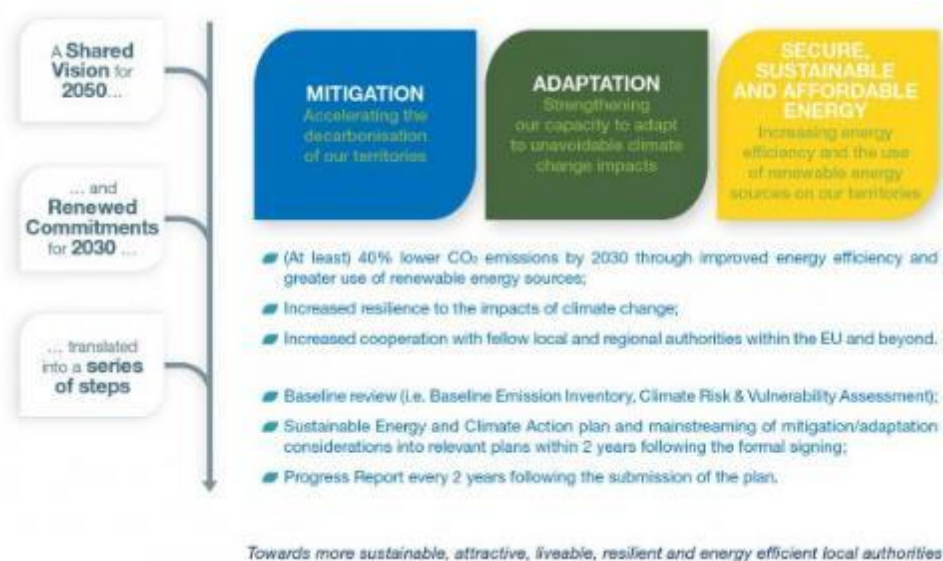 A Shared
Vision for
2050...
MITIGATION
Accelerating the
decarbonisation
of our territories
ADAPTATION
Strengthening
our capacity to adapt
to unavoidable climate
change impacts
SECURE,
SUSTAINABLE
AND AFFORDABLE
ENERGY
Increasing energy
efficiency and the use
of renewable energy
sources on our territories
... and
Renewed
Commitments
for 2030 ...
(At least) 40% lower CO₂ emissions by 2030 through improved energy efficiency and
greater use of renewable energy sources;
Increased resilience to the impacts of climate change;
Increased cooperation with fellow local and regional authorities within the EU and beyond.
... translated
into a series
of steps
Baseline review (i.e. Baseline Emission Inventory, Climate Risk & Vulnerability Assessment);
Sustainable Energy and Climate Action plan and mainstreaming of mitigation/adaptation
considerations into relevant plans within 2 years following the formal signing;
Progress Report every 2 years following the submission of the plan.
Towards more sustainable, attractive, liveable, resilient and energy efficient local authorities